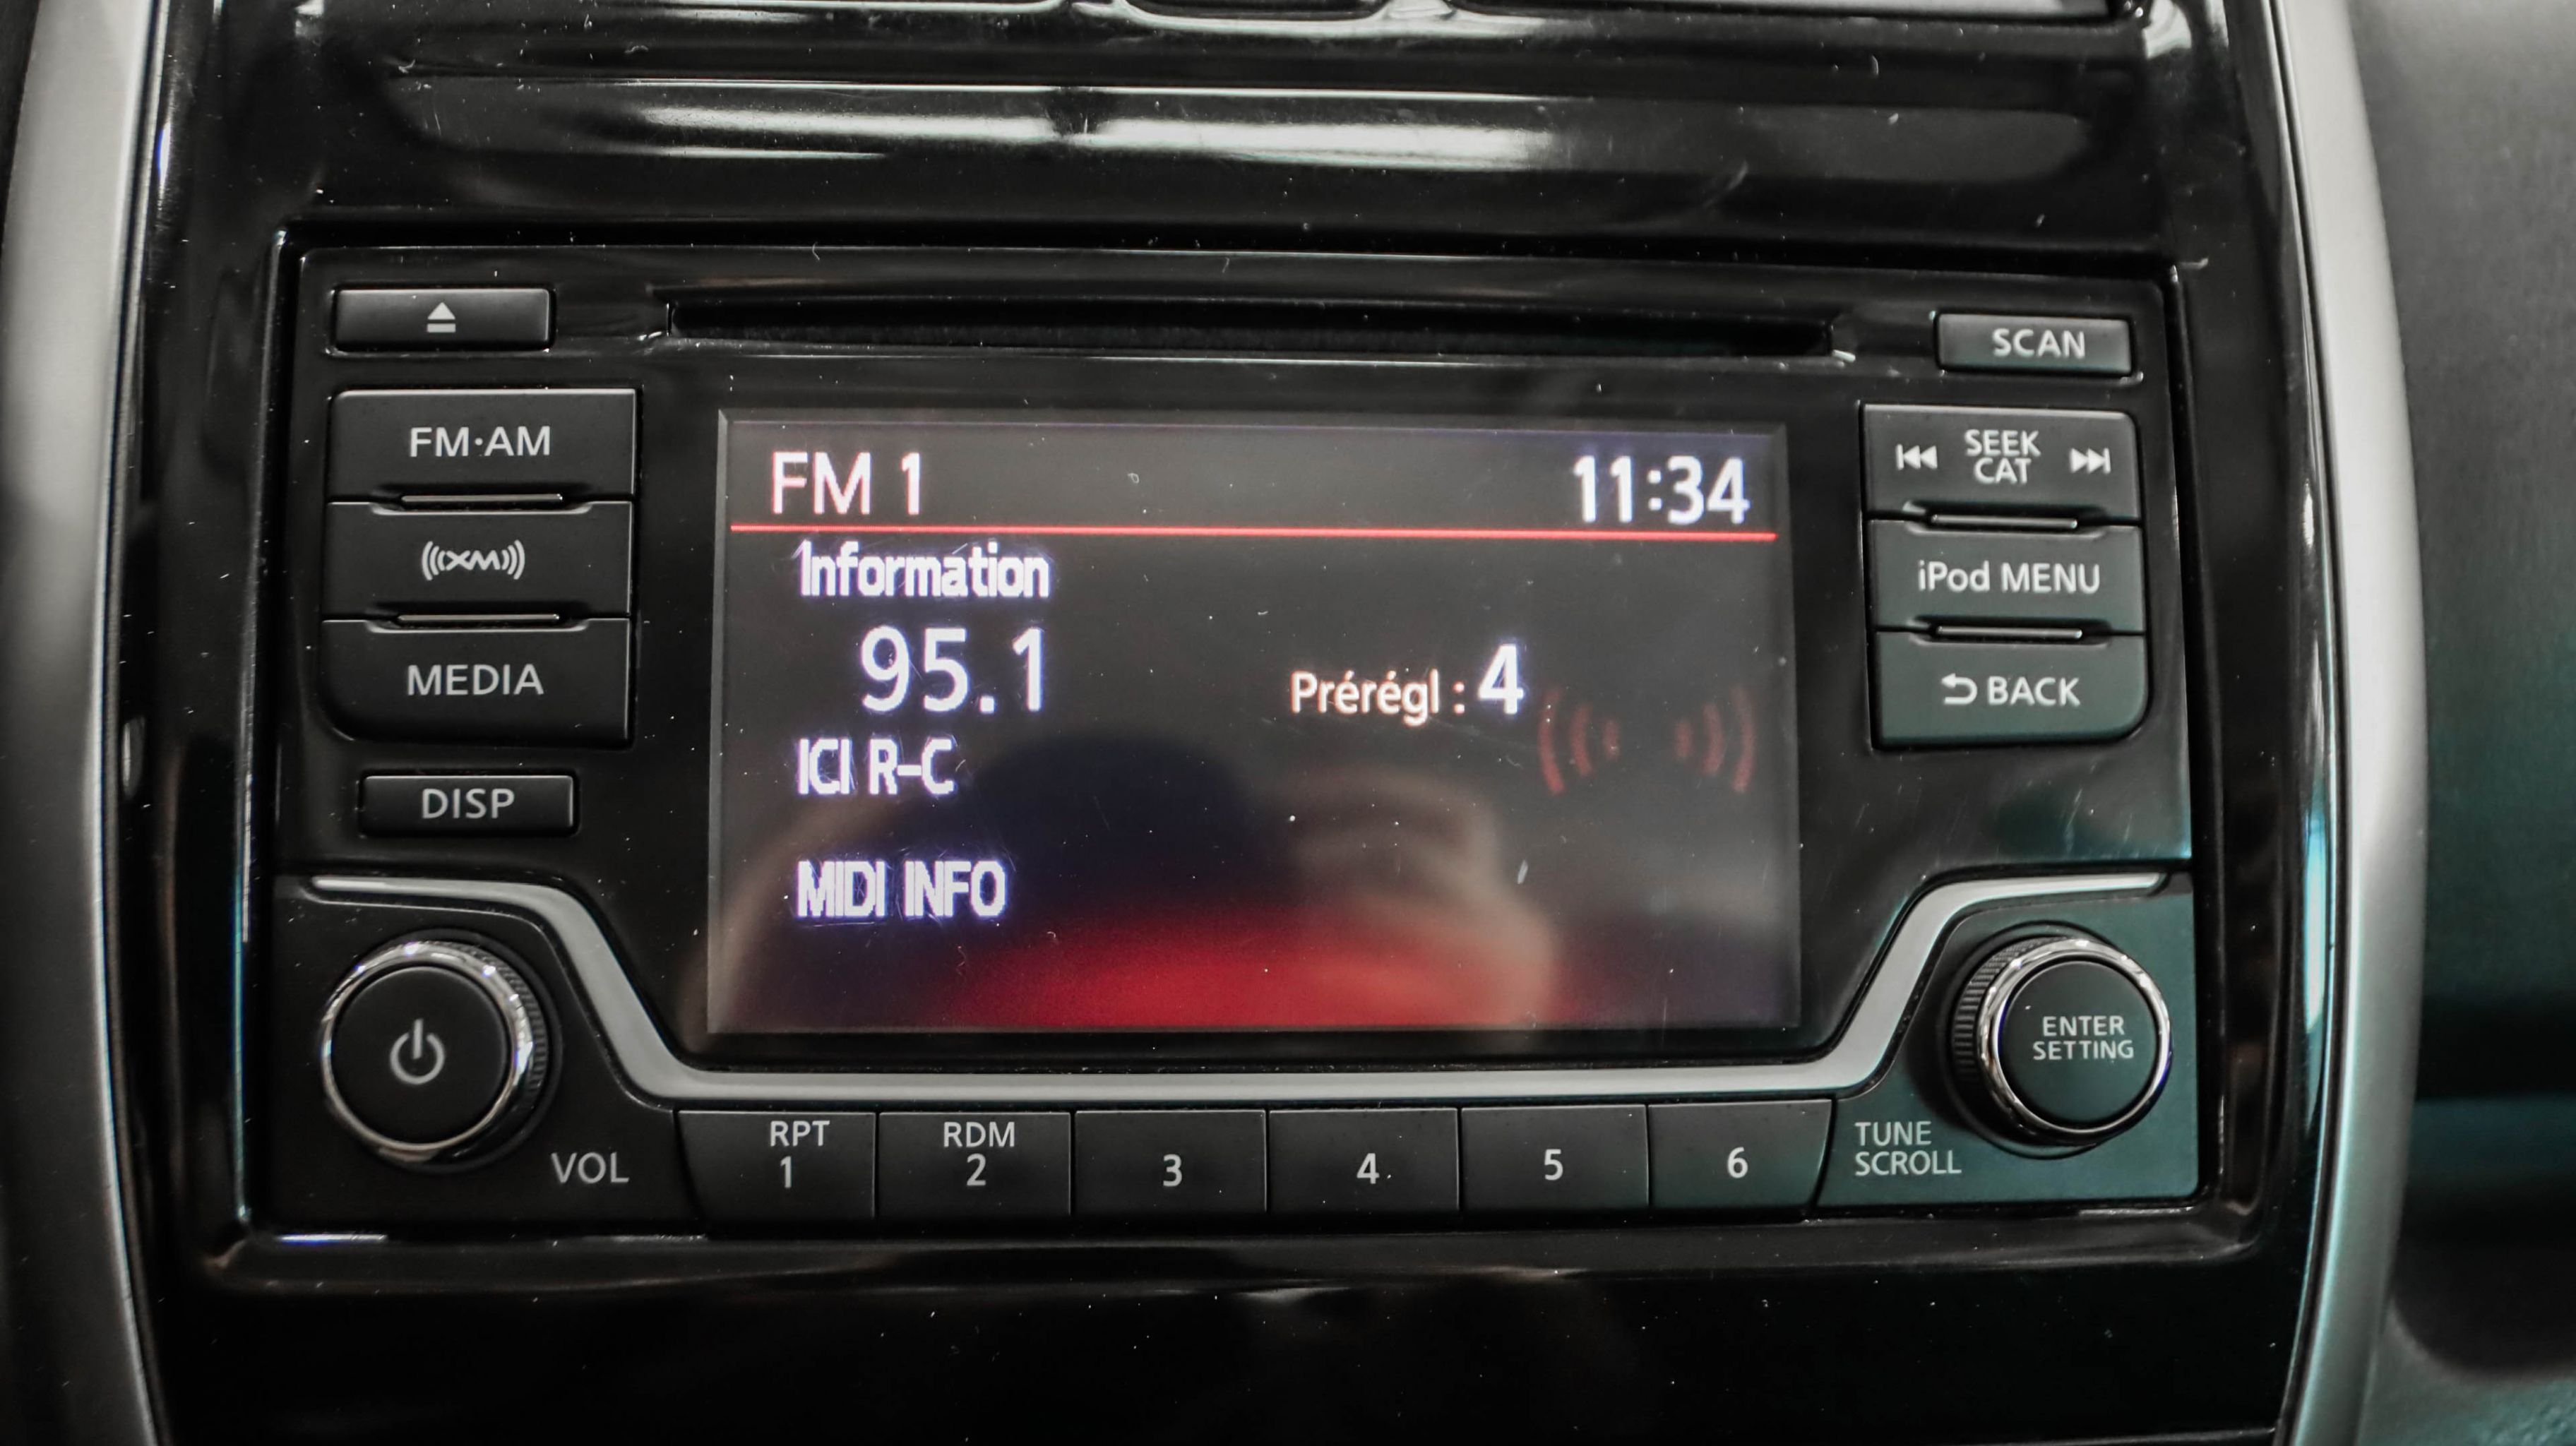 SCAN
FM·AM
SEEK
CAT
XM
iPod MENU
MEDIA
BACK
DISP
FM 1 11:34
Information
95.1 Prérégl : 4
ICI R-C
MIDI INFO
VOL
RPT
1
RDM
2
3
4
5
6
TUNE
SCROLL
ENTER
SETTING